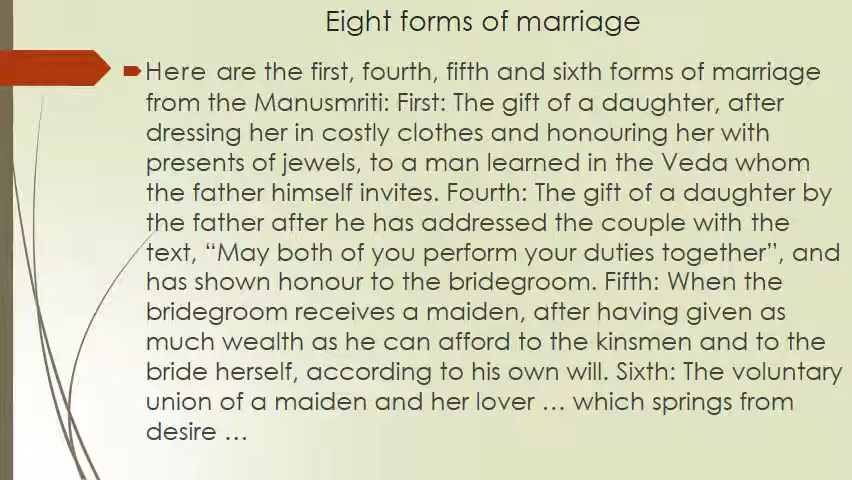 Eight forms of marriage
Here are the first, fourth, fifth and sixth forms of marriage
from the Manusmriti: First: The gift of a daughter, after
dressing her in costly clothes and honouring her with
presents of jewels, to a man learned in the Veda whom
the father himself invites. Fourth: The gift of a daughter by
the father after he has addressed the couple with the
text, “May both of you perform your duties together”, and
has shown honour to the bridegroom. Fifth: When the
bridegroom receives a maiden, after having given as
much wealth as he can afford to the kinsmen and to the
bride herself, according to his own will. Sixth: The voluntary
union of a maiden and her lover … which springs from
desire …